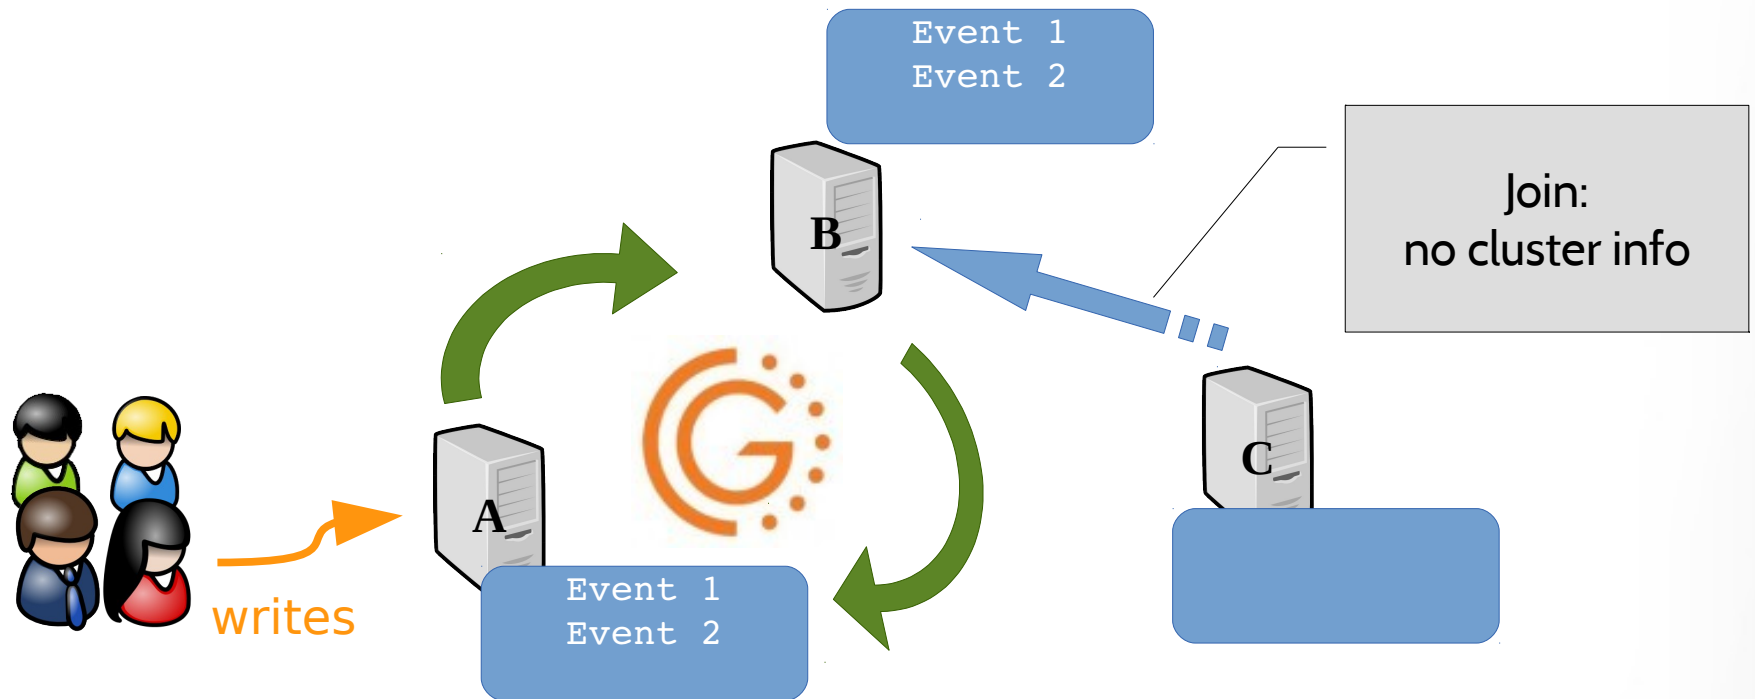 Event 1
Event 2
Join:
no cluster info
B
C
A
G
writes
Event 1
Event 2